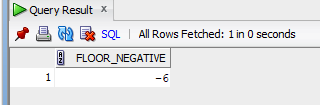 Query Result x
SQL | All Rows Fetched: 1 in 0 seconds
FLOOR_NEGATIVE
1 -6